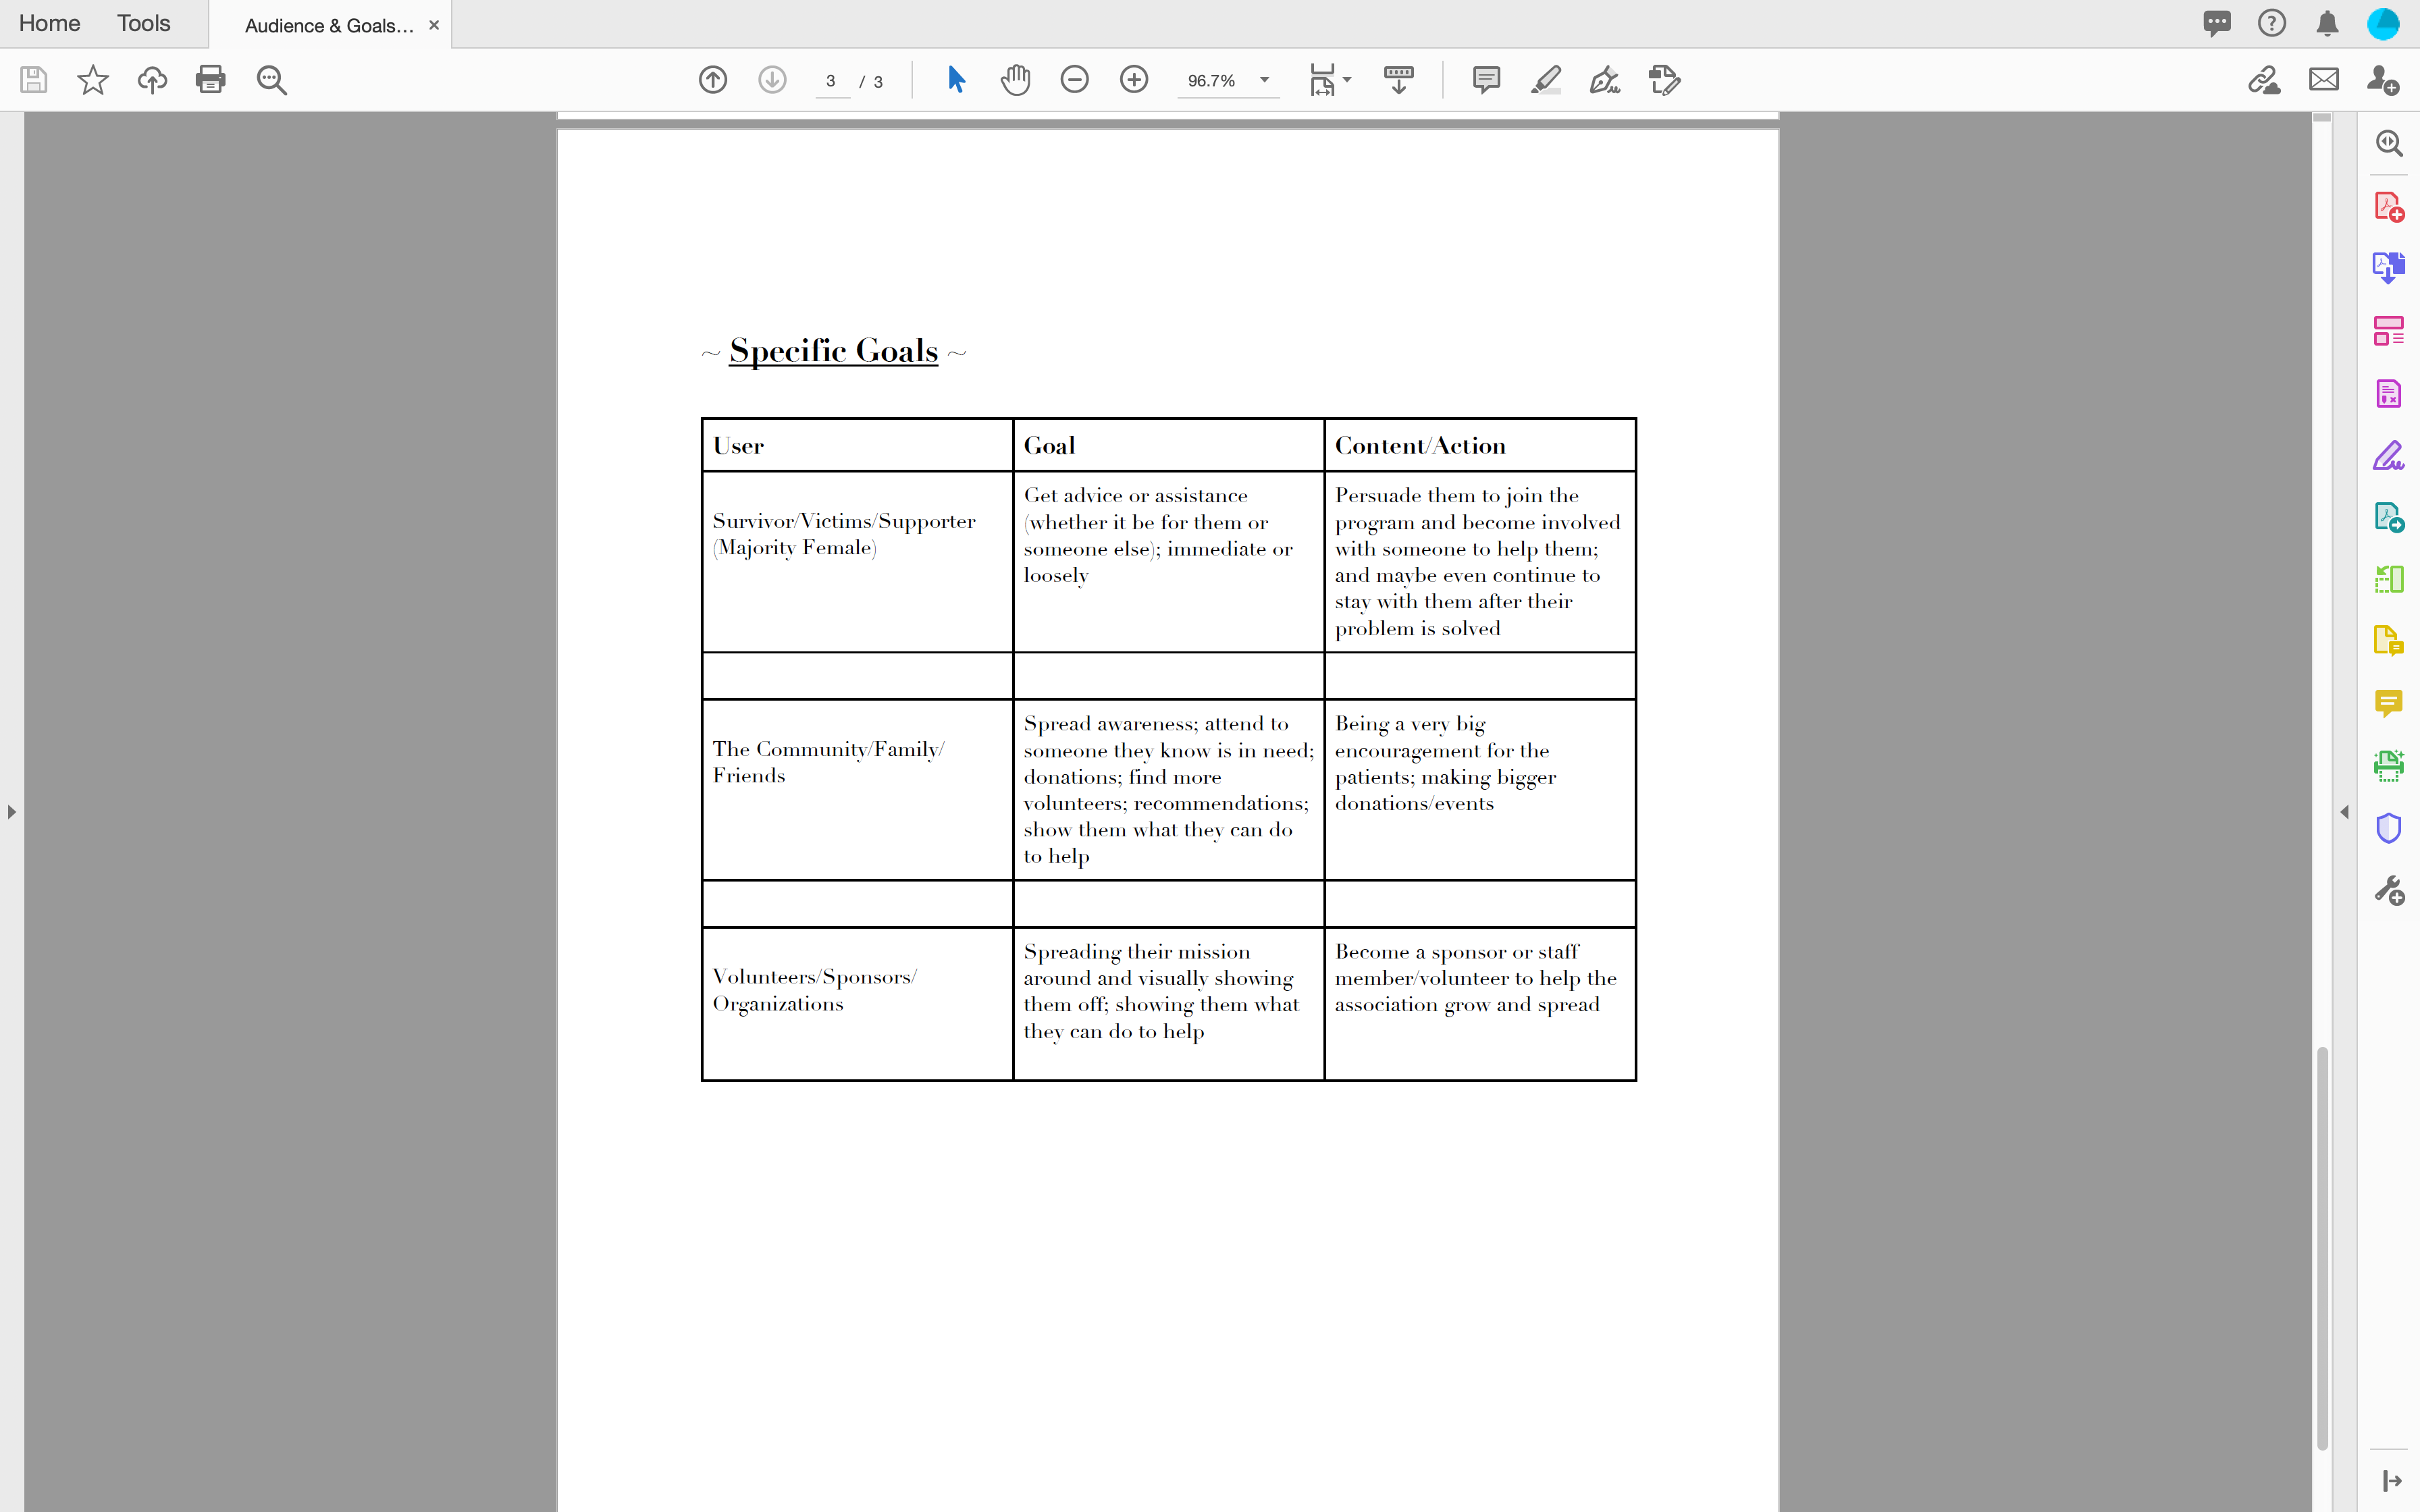 Home Tools Audience & Goals... ×
3 / 3 96.7%
~ Specific Goals ~
User Goal Content/Action
Survivor/Victims/Supporter
(Majority Female)
Get advice or assistance
(whether it be for them or
someone else); immediate or
loosely
Persuade them to join the
program and become involved
with someone to help them;
and maybe even continue to
stay with them after their
problem is solved
The Community/Family/
Friends
Spread awareness; attend to
someone they know is in need;
donations; find more
volunteers; recommendations;
show them what they can do
to help
Being a very big
encouragement for the
patients; making bigger
donations/events
Volunteers/Sponsors/
Organizations
Spreading their mission
around and visually showing
them off; showing them what
they can do to help
Become a sponsor or staff
member/volunteer to help the
association grow and spread